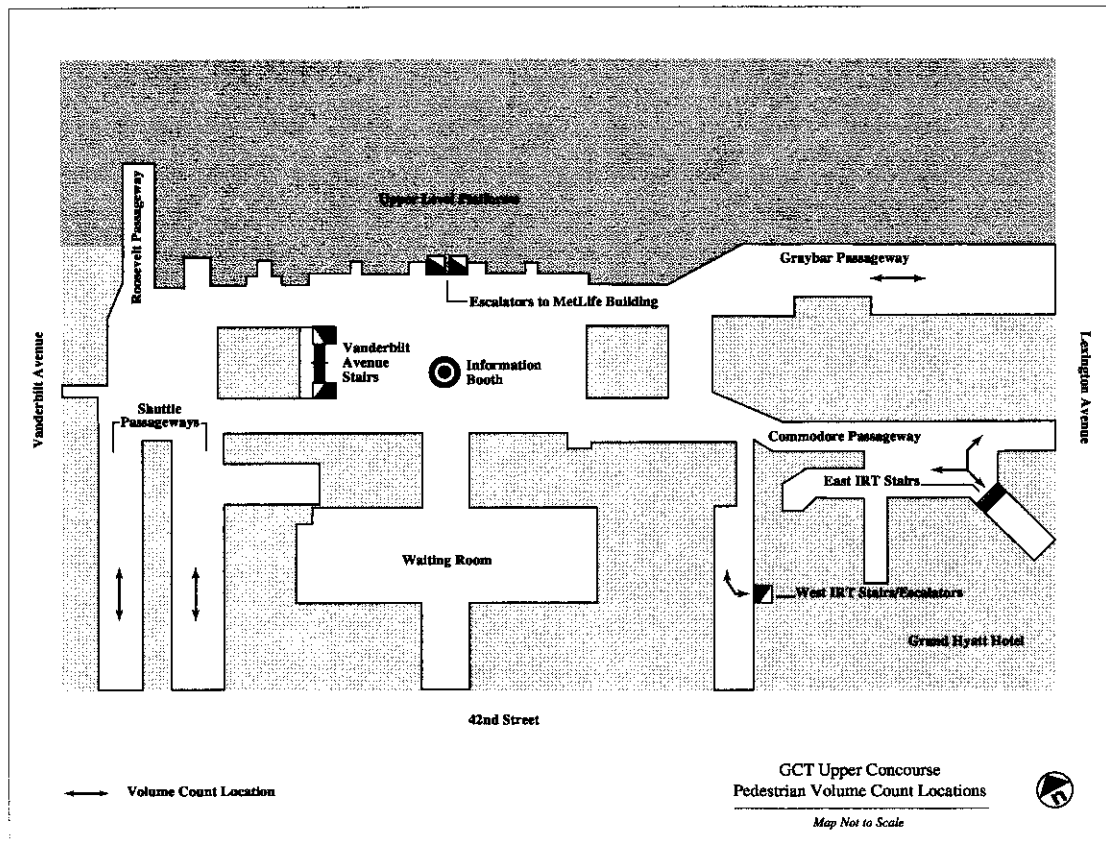 Upper Level Platforms
Roosevelt Passageway
Graybar Passageway
Escalators to MetLife Building
Vanderbilt Avenue
Vanderbilt
Avenue
Stairs
Information
Booth
Lexington Avenue
Shuttle
Passageways
Commodore Passageway
East IRT Stairs
Waiting Room
West IRT Stairs/Escalators
Grand Hyatt Hotel
42nd Street
Volume Count Location
GCT Upper Concourse
Pedestrian Volume Count Locations
Map Not to Scale
n